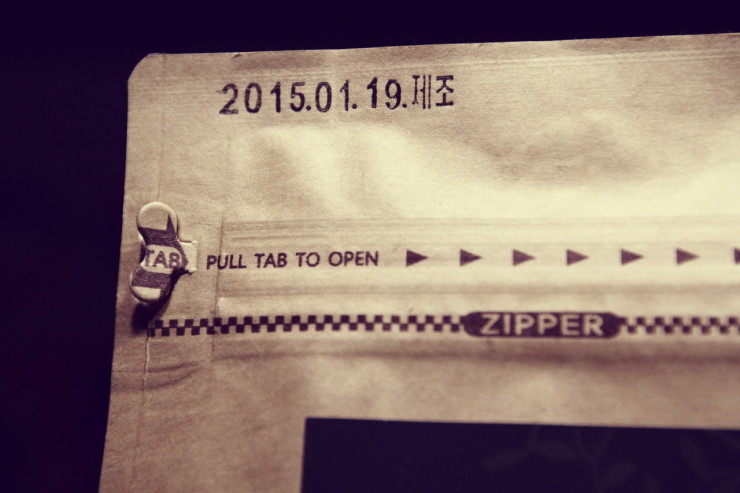 2015.01.19.제조
TAB
PULL TAB TO OPEN
ZIPPER